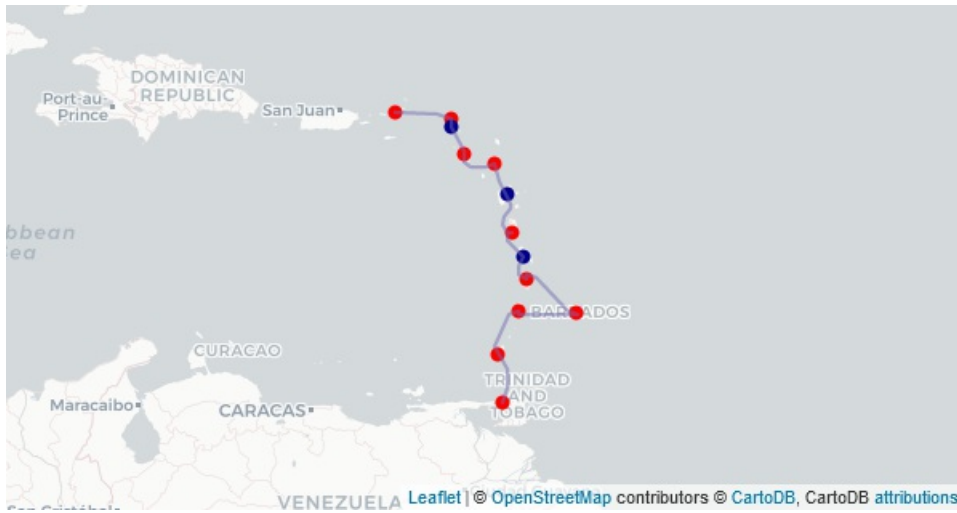 DOMINICAN
REPUBLIC
Port-au-
Prince
San Juan
bbean
ea
BARBADOS
CURACAO
TRINIDAD
AND
TOBAGO
Maracaibo
CARACAS
VENEZUELA
Leaflet | © OpenStreetMap contributors © CartoDB, CartoDB attributions